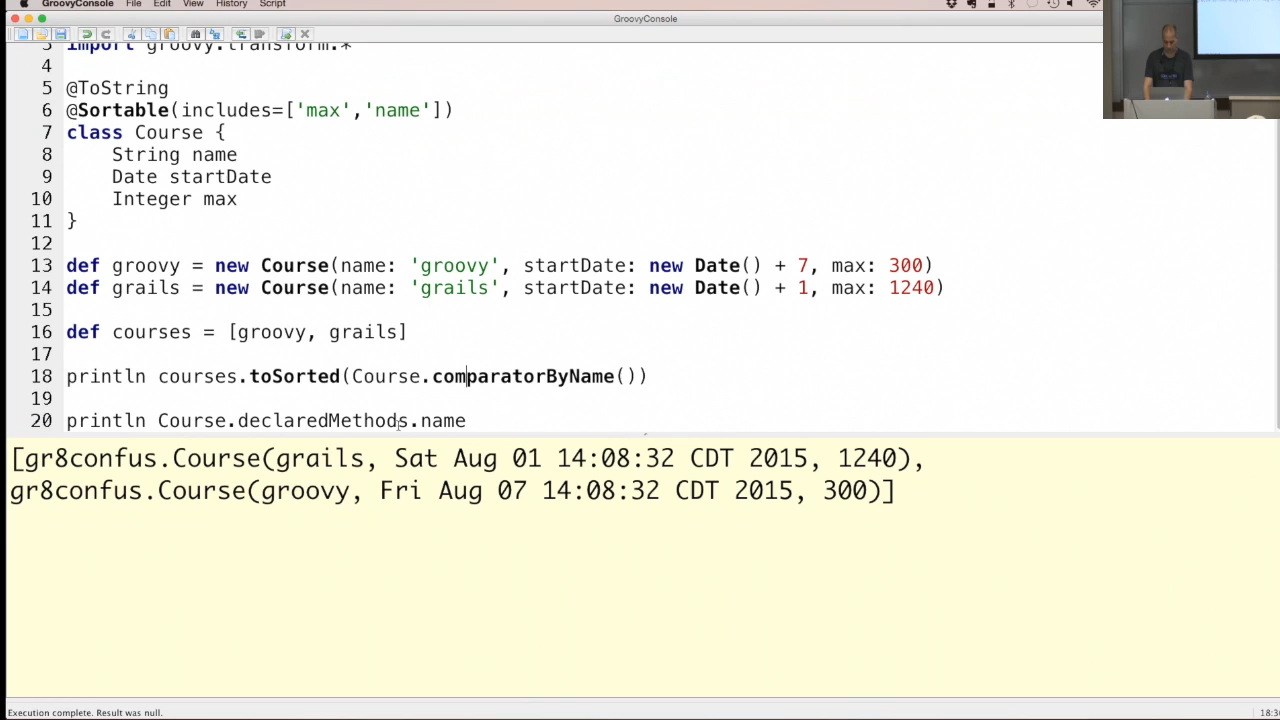 GroovyConsole File Edit View History Script
GroovyConsole
3 import groovy.transform.*
4
5 @ToString
6 @Sortable(includes=['max','name'])
7 class Course {
8 String name
9 Date startDate
10 Integer max
11 }
12
13 def groovy = new Course(name: 'groovy', startDate: new Date() + 7, max: 300)
14 def grails = new Course(name: 'grails', startDate: new Date() + 1, max: 1240)
15
16 def courses = [groovy, grails]
17
18 println courses.toSorted(Course.comparatorByName())
19
20 println Course.declaredMethods.name
[gr8confus.Course(grails, Sat Aug 01 14:08:32 CDT 2015, 1240),
gr8confus.Course(groovy, Fri Aug 07 14:08:32 CDT 2015, 300)]
Execution complete. Result was null.